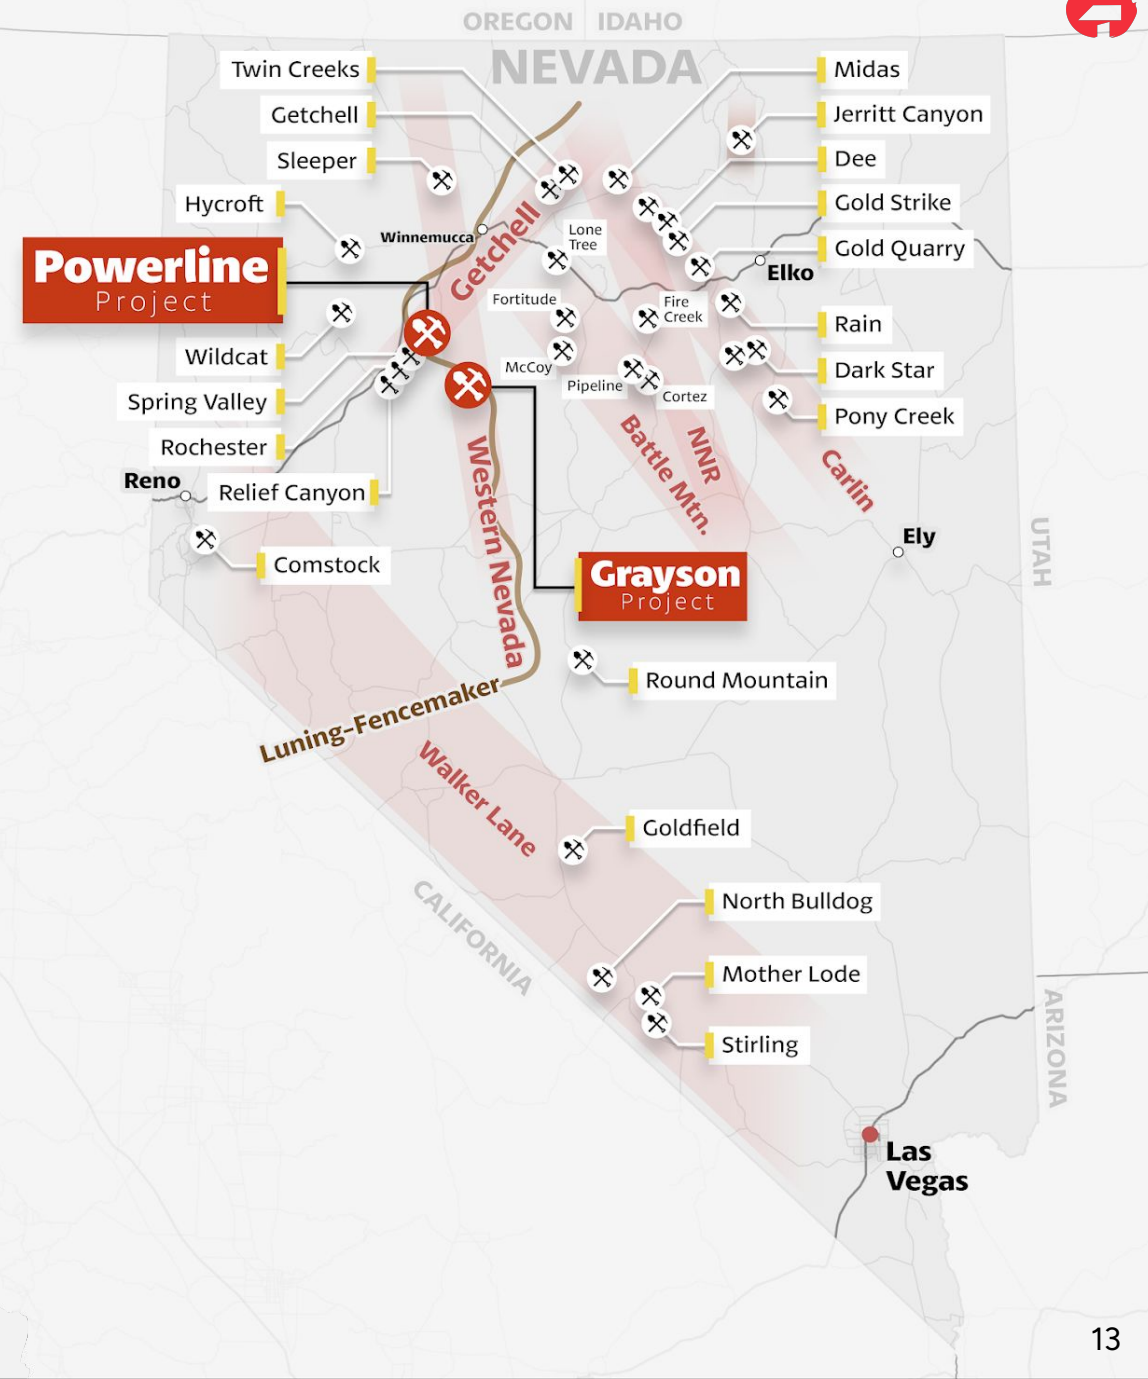 OREGON
IDAHO
NEVADA
Twin Creeks
Getchell
Sleeper
Hycroft
Powerline
Project
Wildcat
Spring Valley
Rochester
Relief Canyon
Reno
Comstock
Winnemucca
Getchell
Lone
Tree
Fortitude
McCoy
Fire
Creek
Pipeline
Cortez
Midas
Jerritt Canyon
Dee
Gold Strike
Gold Quarry
Elko
Rain
Dark Star
Pony Creek
Battle Mtn.
NNR
Carlin
Western Nevada
Ely
UTAH
Grayson
Project
Round Mountain
Luning-Fencemaker
Walker Lane
Goldfield
CALIFORNIA
North Bulldog
Mother Lode
Stirling
ARIZONA
Las
Vegas
13